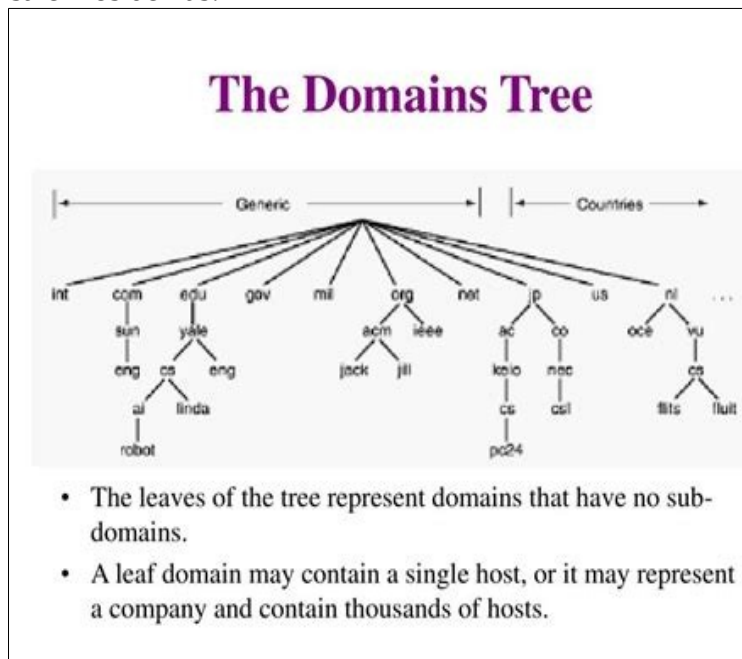 The Domains Tree
Generic Countries
int com edu gov mil org net jp us nl ...
sun yale acm ieee ac co oce vu
eng cs eng jack jill keio nec cs
ai linda cs csl flits fluit
robot pc24
• The leaves of the tree represent domains that have no sub-
domains.
• A leaf domain may contain a single host, or it may represent
a company and contain thousands of hosts.